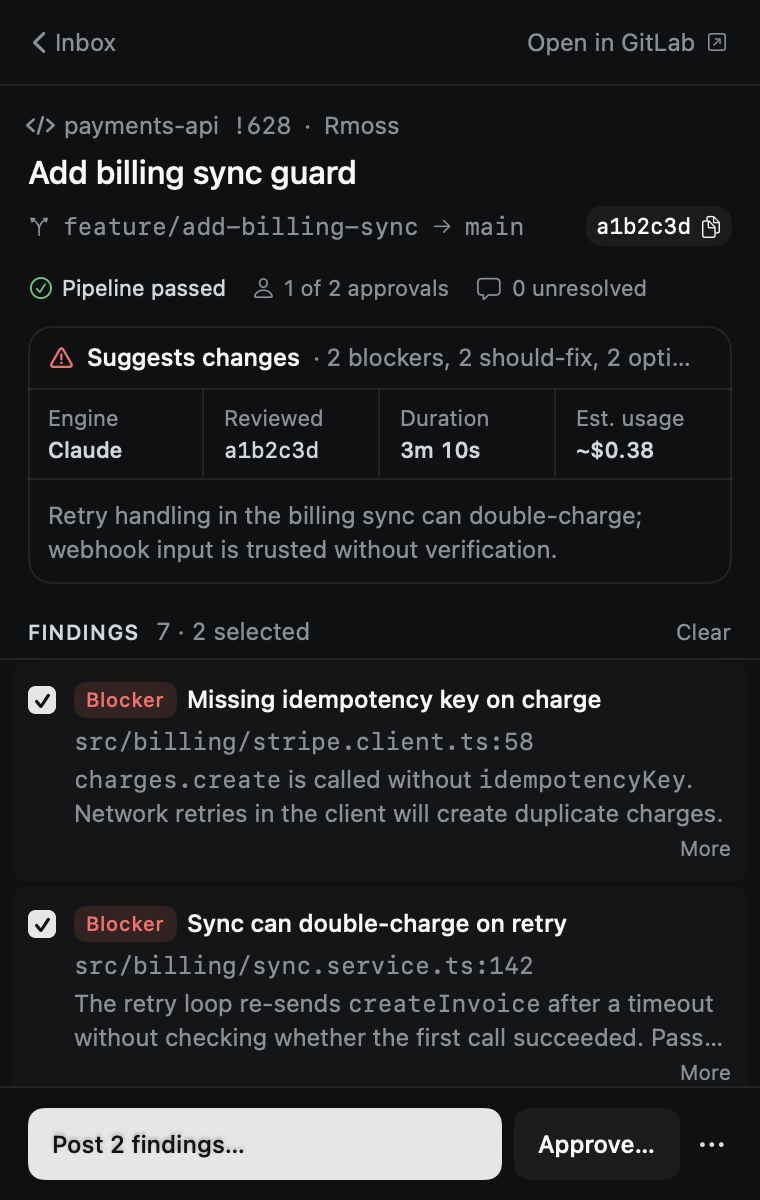 Inbox
Open in GitLab
payments-api !628 · Rmoss
Add billing sync guard
feature/add-billing-sync → main
a1b2c3d
Pipeline passed
1 of 2 approvals
0 unresolved
Suggests changes · 2 blockers, 2 should-fix, 2 opti...
Engine
Claude
Reviewed
a1b2c3d
Duration
3m 10s
Est. usage
~$0.38
Retry handling in the billing sync can double-charge;
webhook input is trusted without verification.
FINDINGS 7 · 2 selected
Clear
Blocker Missing idempotency key on charge
src/billing/stripe.client.ts:58
charges.create is called without idempotencyKey.
Network retries in the client will create duplicate charges.
More
Blocker Sync can double-charge on retry
src/billing/sync.service.ts:142
The retry loop re-sends createInvoice after a timeout
without checking whether the first call succeeded. Pass...
More
Post 2 findings...
Approve...